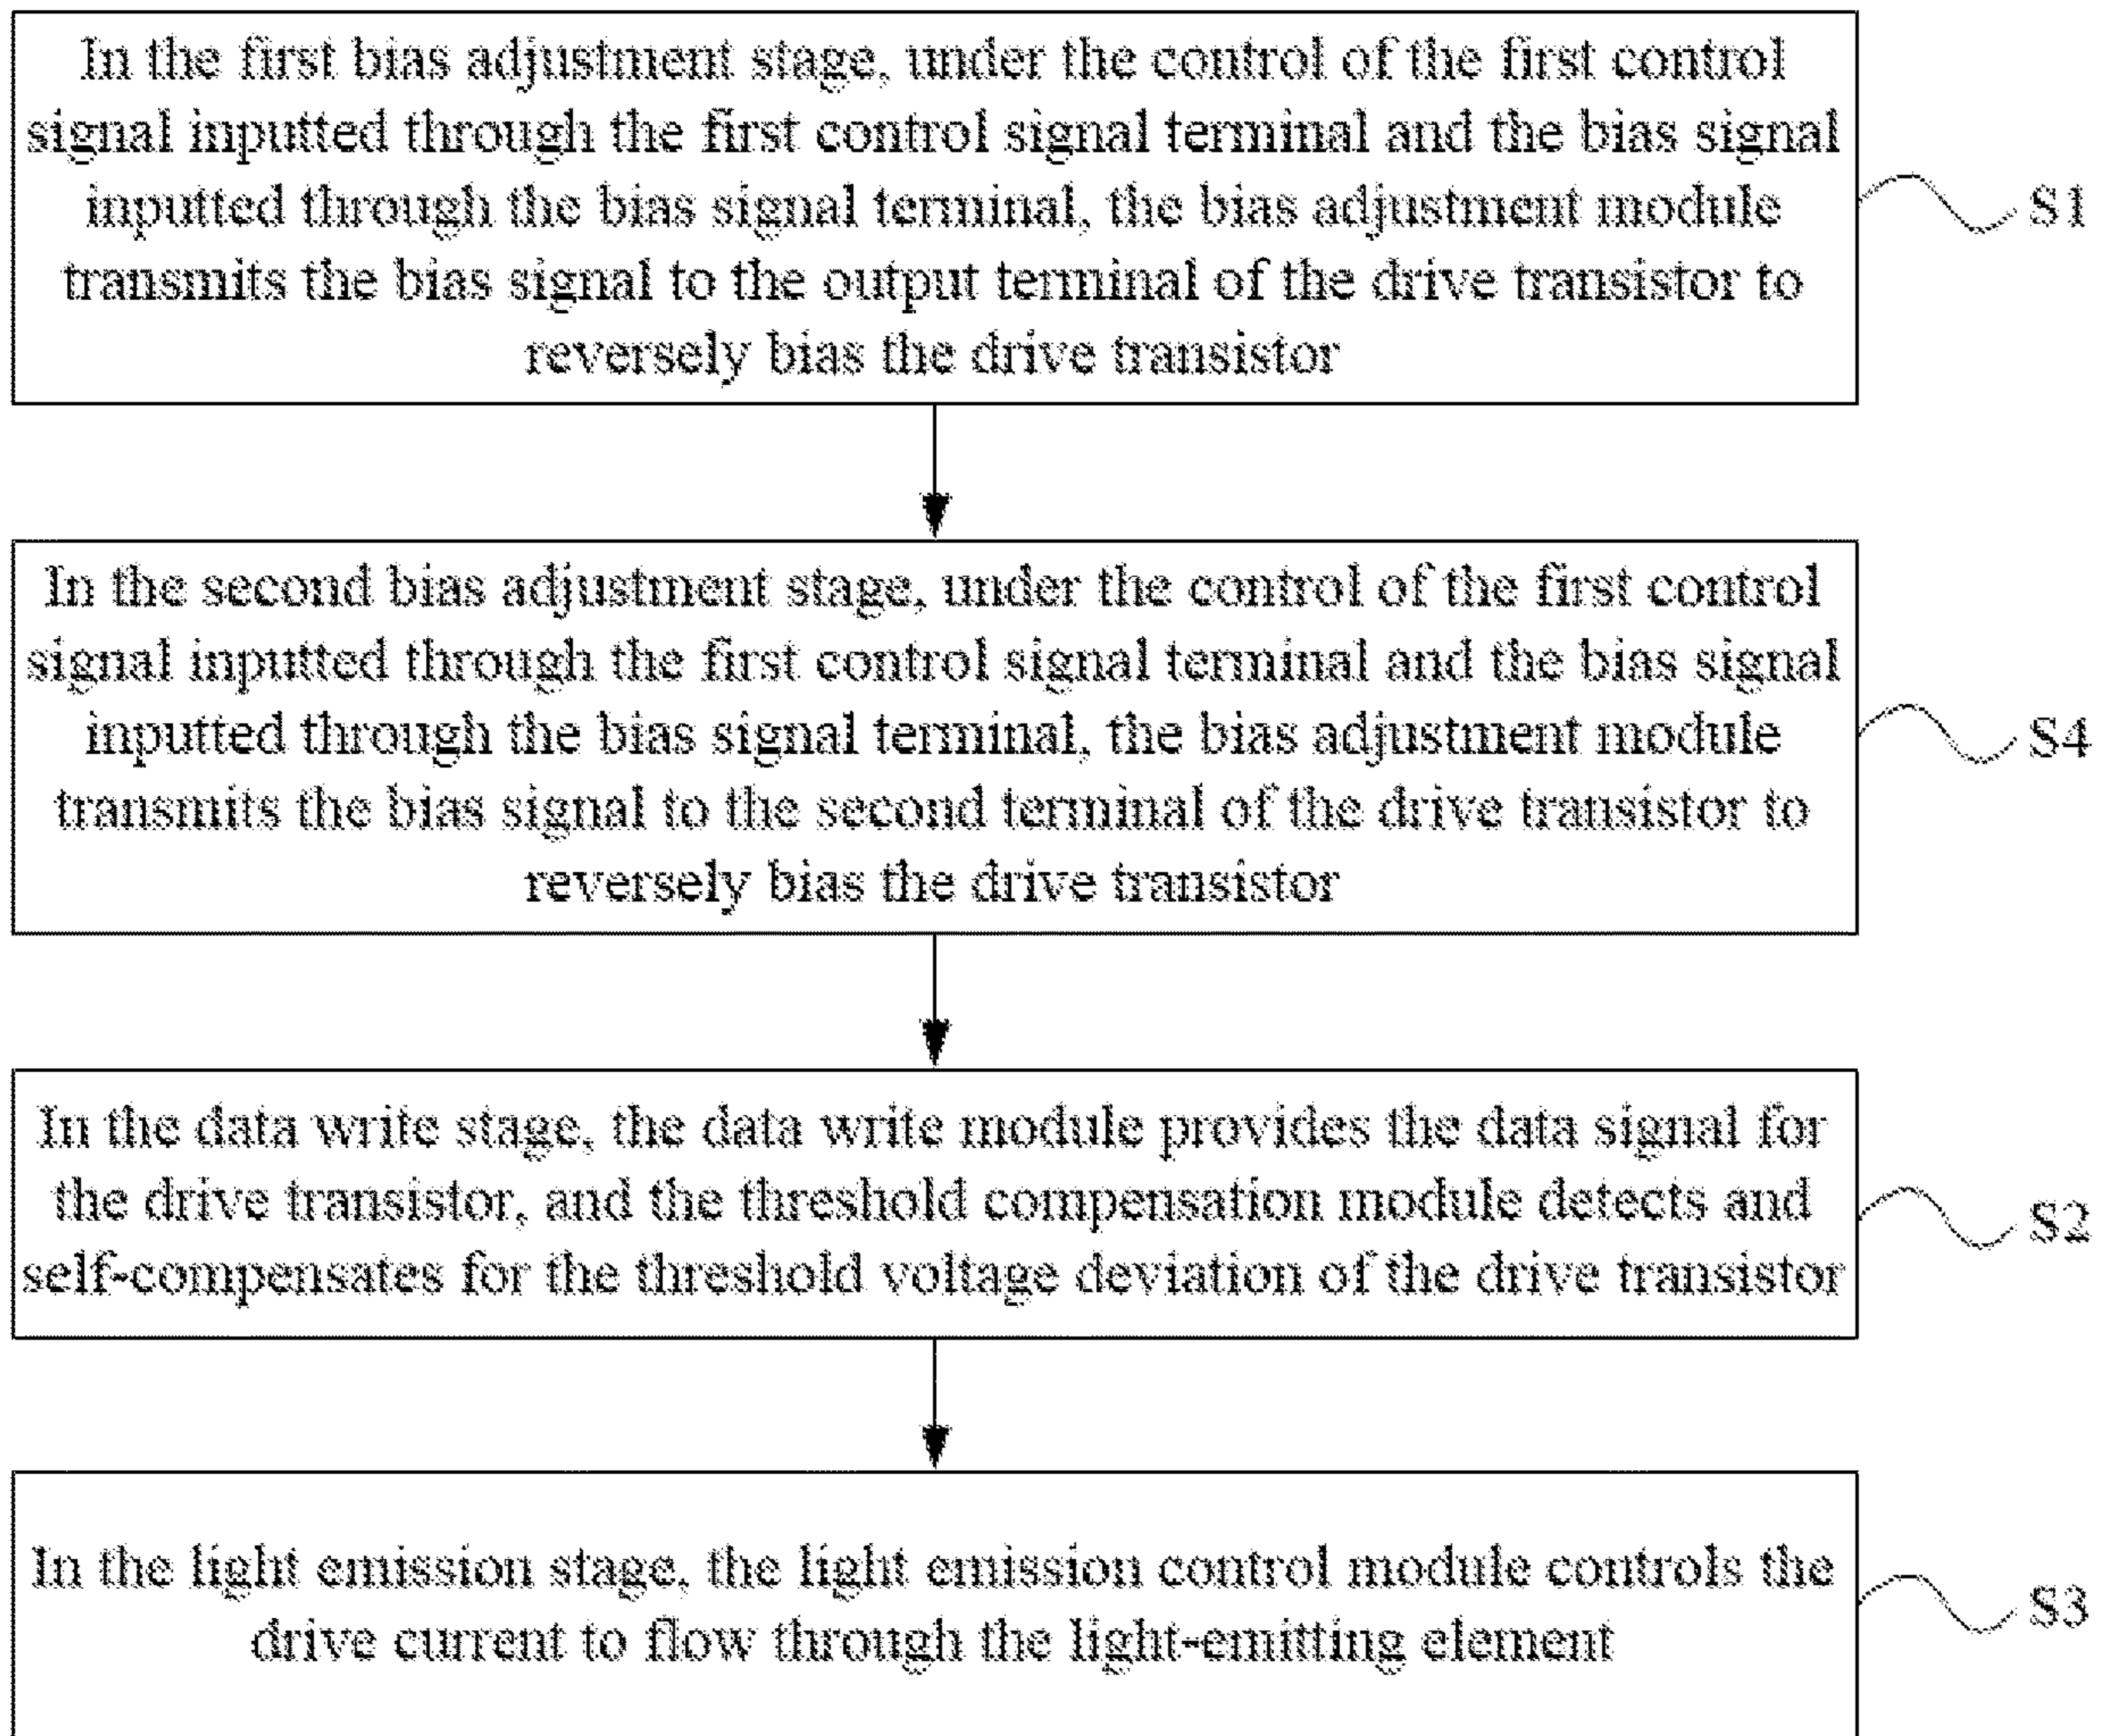 In the first bias adjustment stage, under the control of the first control
signal inputted through the first control signal terminal and the bias signal
inputted through the bias signal terminal, the bias adjustment module
transmits the bias signal to the output terminal of the drive transistor to
reversely bias the drive transistor
S1
In the second bias adjustment stage, under the control of the first control
signal inputted through the first control signal terminal and the bias signal
inputted through the bias signal terminal, the bias adjustment module
transmits the bias signal to the second terminal of the drive transistor to
reversely bias the drive transistor
S4
In the data write stage, the data write module provides the data signal for
the drive transistor, and the threshold compensation module detects and
self-compensates for the threshold voltage deviation of the drive transistor
S2
In the light emission stage, the light emission control module controls the
drive current to flow through the light-emitting element
S3